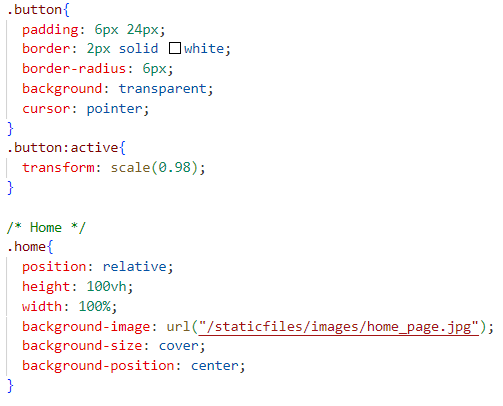 .button{
padding: 6px 24px;
border: 2px solid white;
border-radius: 6px;
background: transparent;
cursor: pointer;
}
.button:active{
transform: scale(0.98);
}
/* Home */
.home{
position: relative;
height: 100vh;
width: 100%;
background-image: url("/staticfiles/images/home_page.jpg");
background-size: cover;
background-position: center;
}